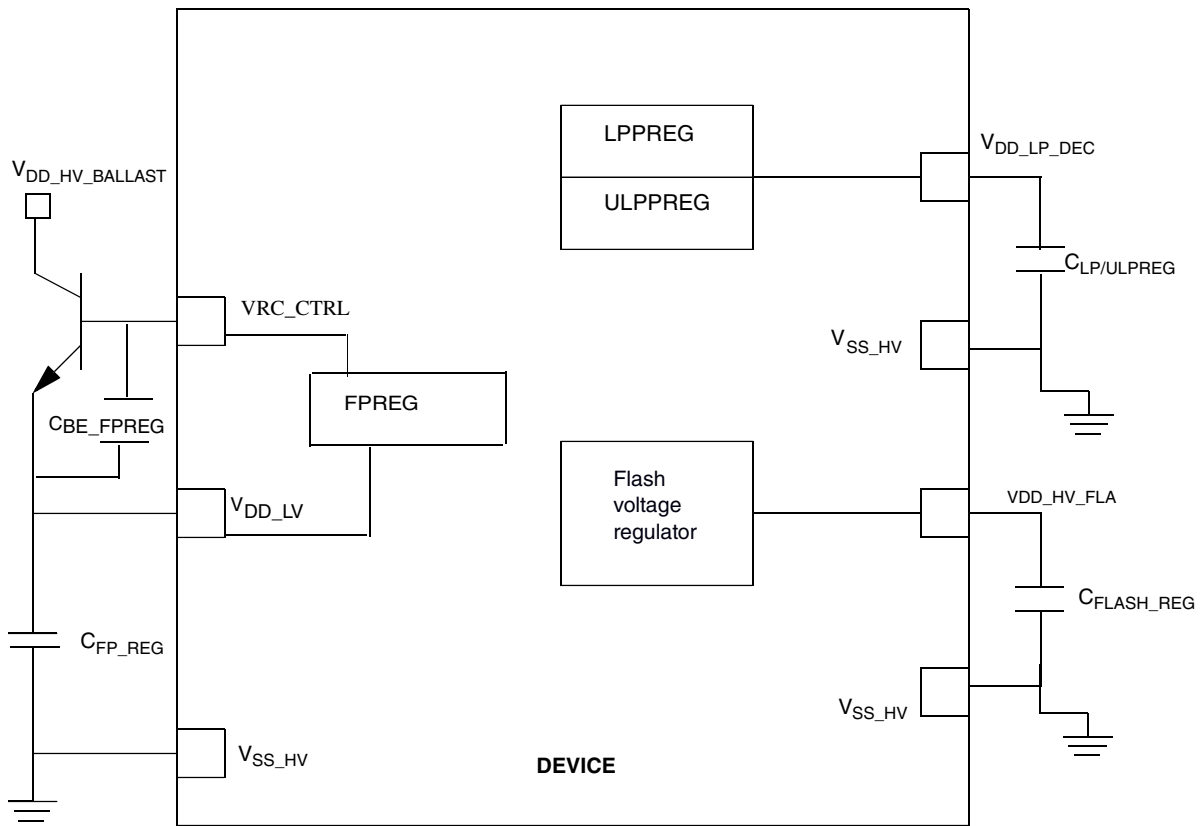 LPPREG
ULPPREG
VDD_LP_DEC
VDD_HV_BALLAST
CLP/ULPREG
VRC_CTRL
VSS_HV
FPREG
CBE_FPREG
Flash
voltage
regulator
VDD_LV
VDD_HV_FLA
CFLASH_REG
CFP_REG
VSS_HV
VSS_HV
DEVICE